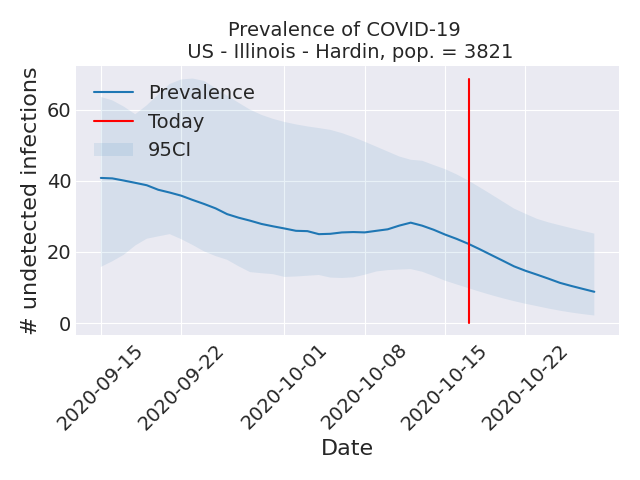 Prevalence of COVID-19
US - Illinois - Hardin, pop. = 3821
Prevalence
Today
95CI
# undetected infections
60
40
20
0
2020-09-15
2020-09-22
2020-10-01
2020-10-08
2020-10-15
2020-10-22
Date